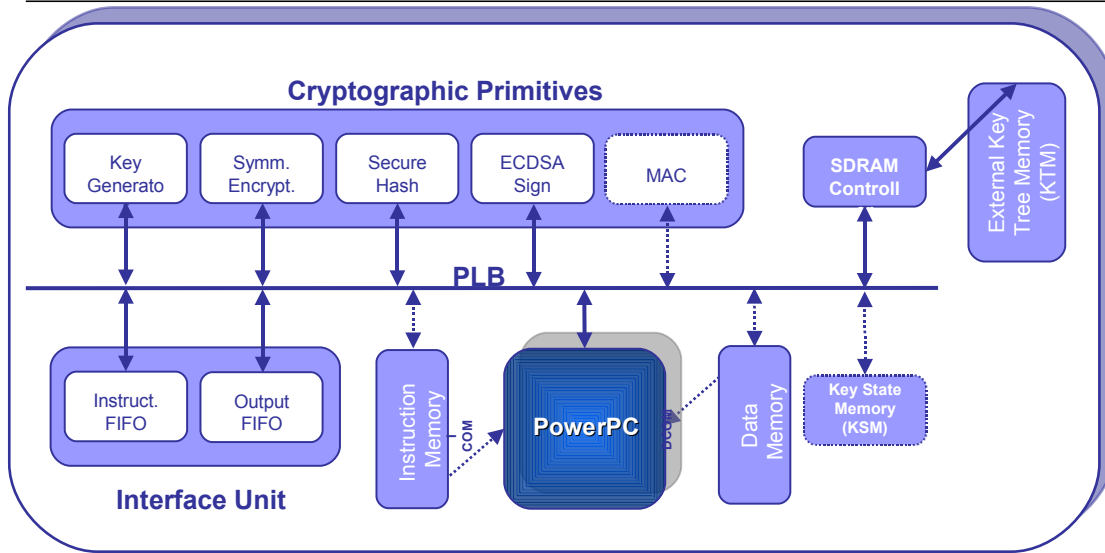 Cryptographic Primitives
Key
Generato
Symm.
Encrypt.
Secure
Hash
ECDSA
Sign
MAC
SDRAM
Controll
External Key
Tree Memory
(KTM)
PLB
Instruct.
FIFO
Output
FIFO
Interface Unit
Instruction
Memory
COM
PowerPC
Data
Memory
Key State
Memory
(KSM)